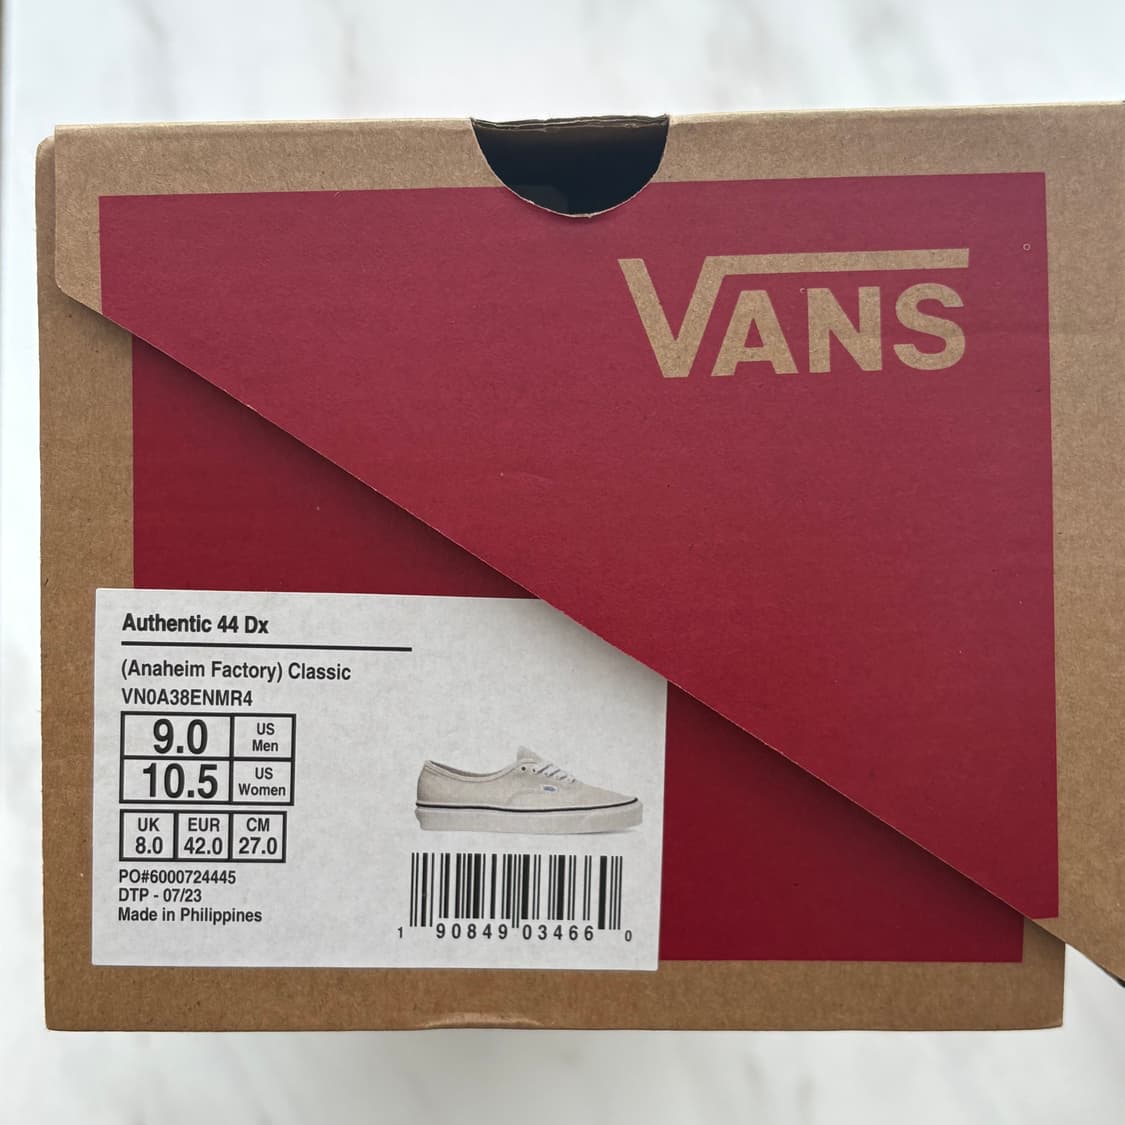 VANS
Authentic 44 Dx
(Anaheim Factory) Classic
VN0A38ENMR4
9.0 US Men
10.5 US Women
UK EUR CM
8.0 42.0 27.0
PO#6000724445
DTP - 07/23
Made in Philippines
1 90849 03466 0